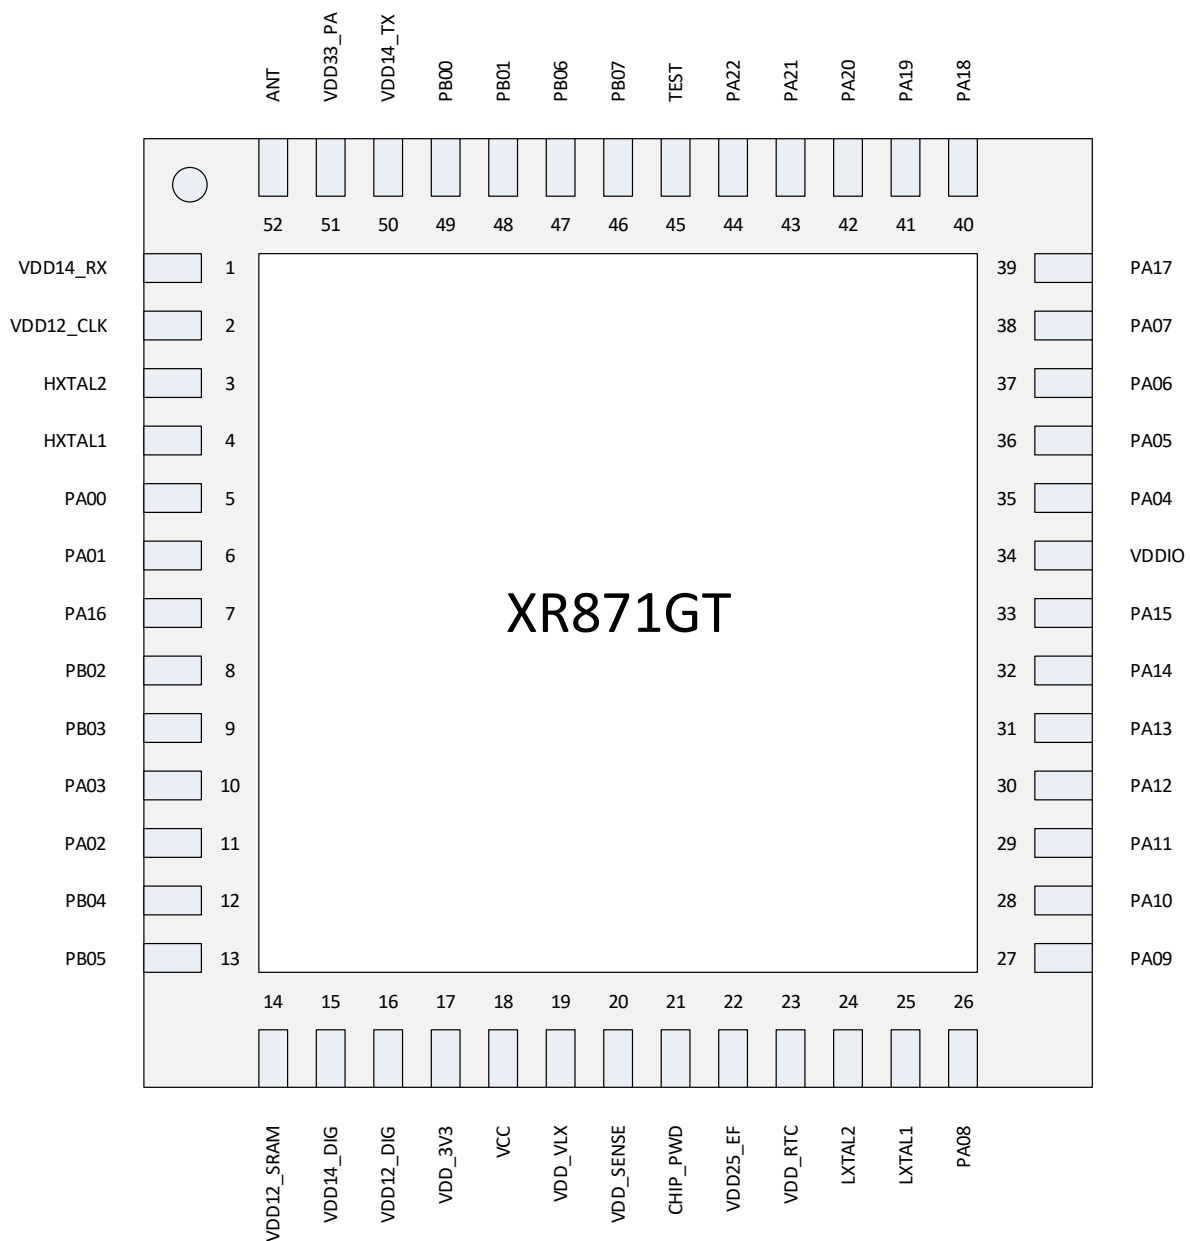 ANT VDD33_PA VDD14_TX PB00 PB01 PB06 PB07 TEST PA22 PA21 PA20 PA19 PA18
52 51 50 49 48 47 46 45 44 43 42 41 40
VDD14_RX 1 39 PA17
VDD12_CLK 2 38 PA07
HXTAL2 3 37 PA06
HXTAL1 4 36 PA05
PA00 5 35 PA04
PA01 6 34 VDDIO
PA16 7 XR871GT 33 PA15
PB02 8 32 PA14
PB03 9 31 PA13
PA03 10 30 PA12
PA02 11 29 PA11
PB04 12 28 PA10
PB05 13 27 PA09
14 15 16 17 18 19 20 21 22 23 24 25 26
VDD12_SRAM VDD14_DIG VDD12_DIG VDD_3V3 VCC VDD_VLX VDD_SENSE CHIP_PWD VDD25_EF VDD_RTC LXTAL2 LXTAL1 PA08